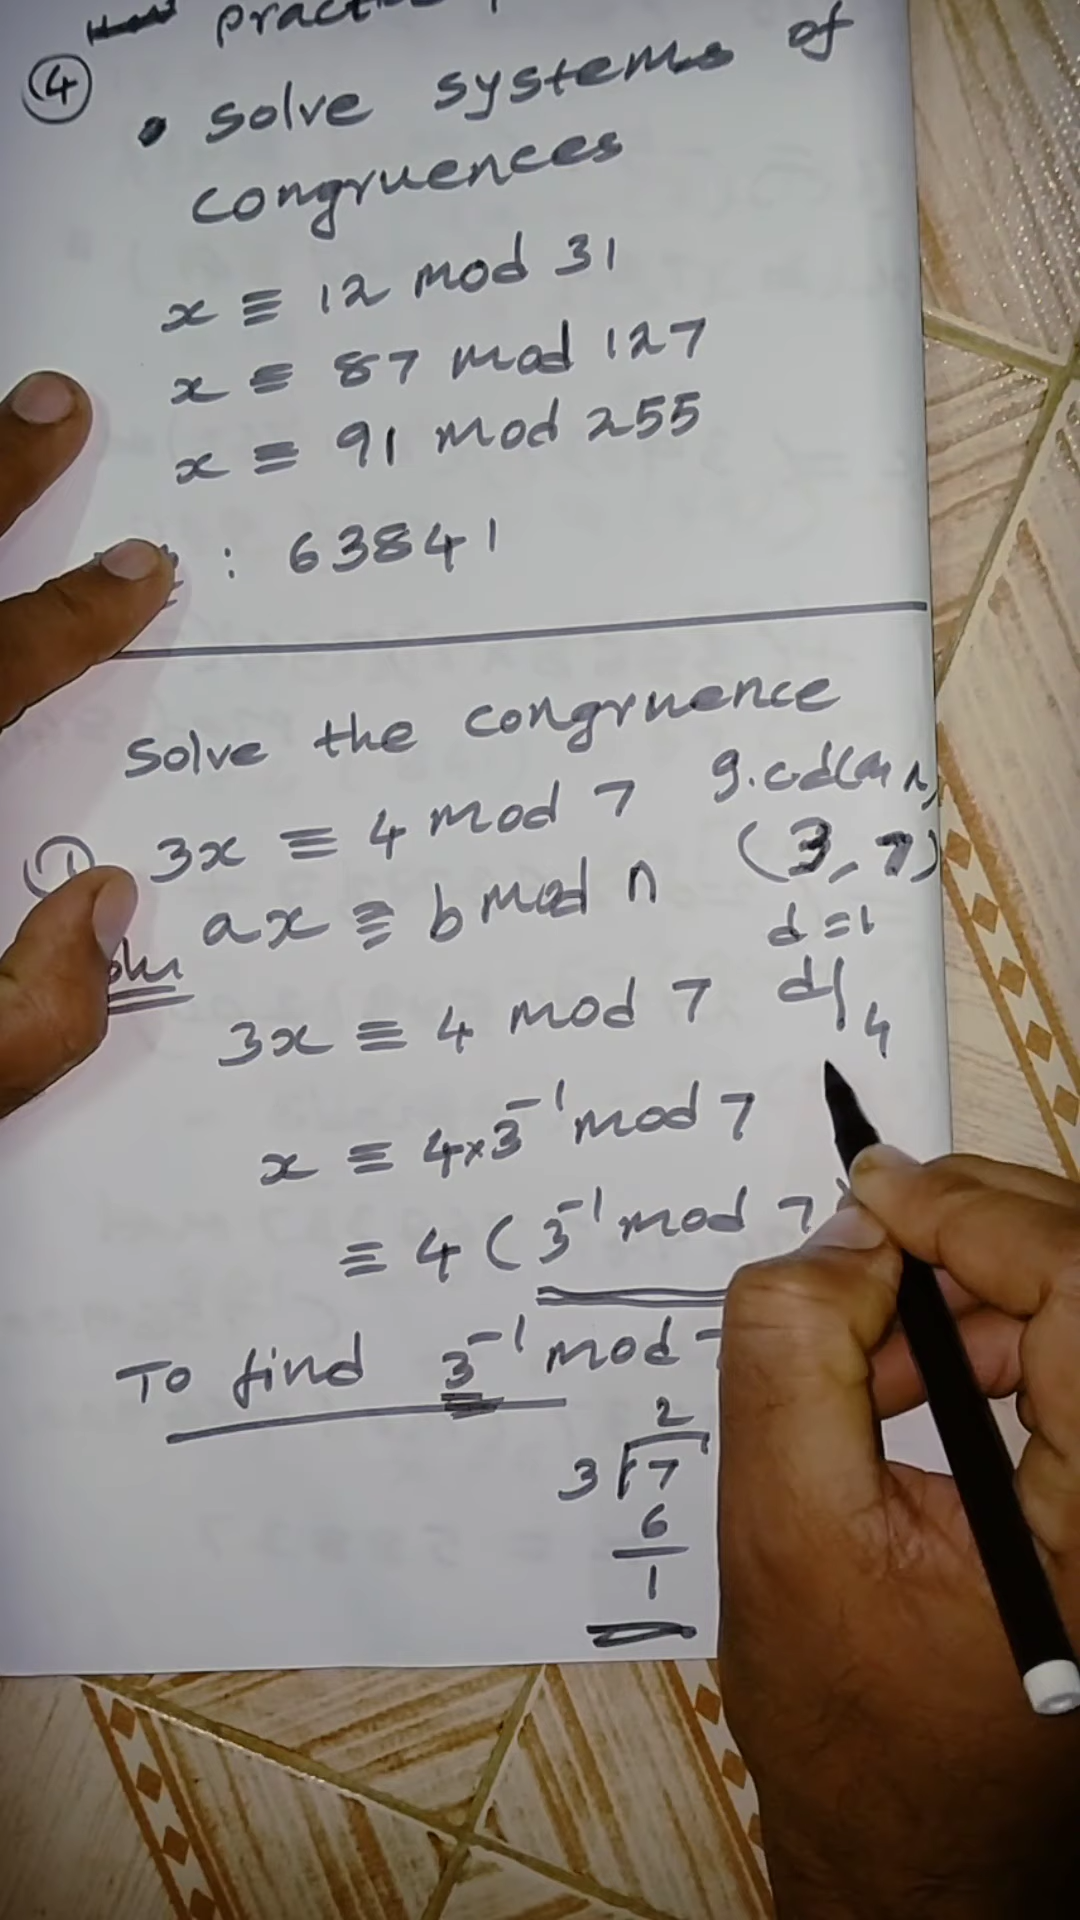 practi
④
• solve systems of
congruences
x ≡ 12 mod 31
x ≡ 87 mod 127
x ≡ 91 mod 255
: 63841
Solve the congruence
① 3x ≡ 4 mod 7 g.cd(a, n)
ax ≡ b mod n (3, 7)
d = 1
3x ≡ 4 mod 7 d|4
x ≡ 4×3⁻¹ mod 7
≡ 4 ( 3⁻¹ mod 7
To find 3⁻¹ mod 7
2
3 7
6
1